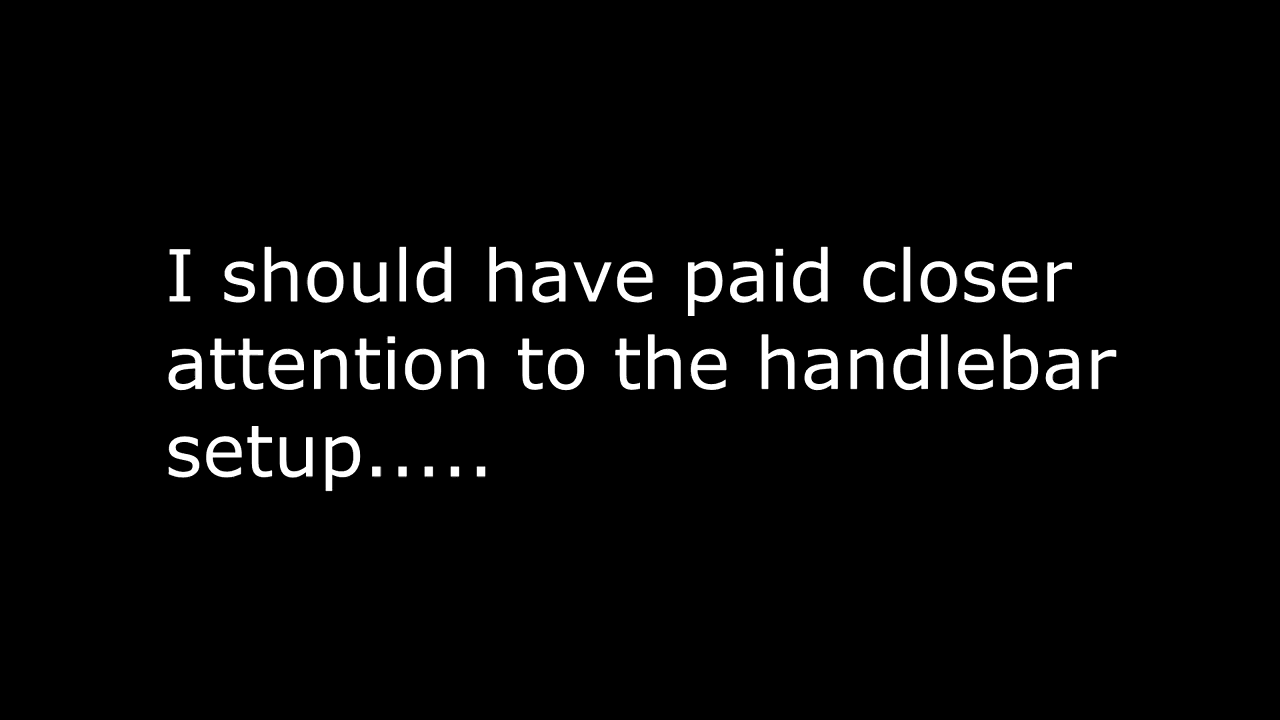 I should have paid closer
attention to the handlebar
setup.....